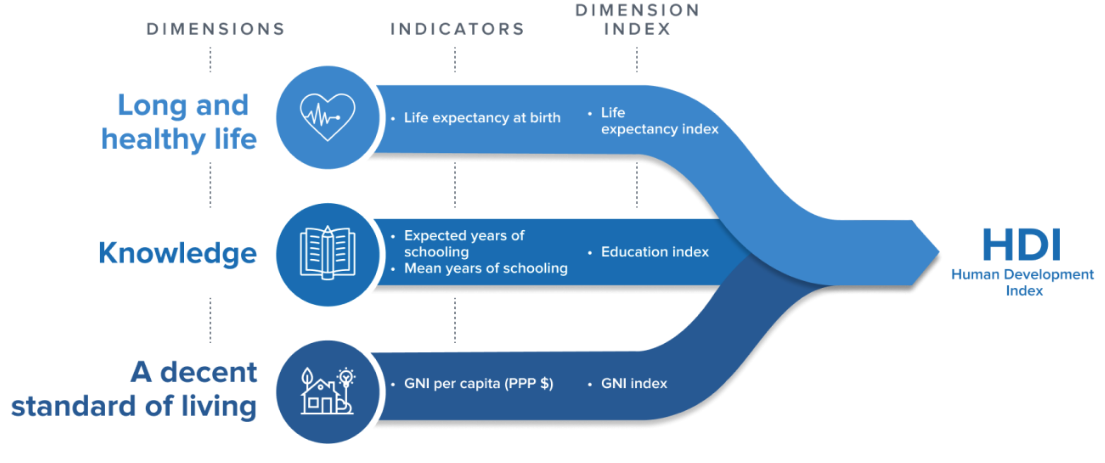 DIMENSIONS
INDICATORS
DIMENSION
INDEX
Long and
healthy life
• Life expectancy at birth
• Life
expectancy index
Knowledge
• Expected years of
schooling
• Mean years of schooling
• Education index
A decent
standard of living
• GNI per capita (PPP $)
• GNI index
HDI
Human Development
Index